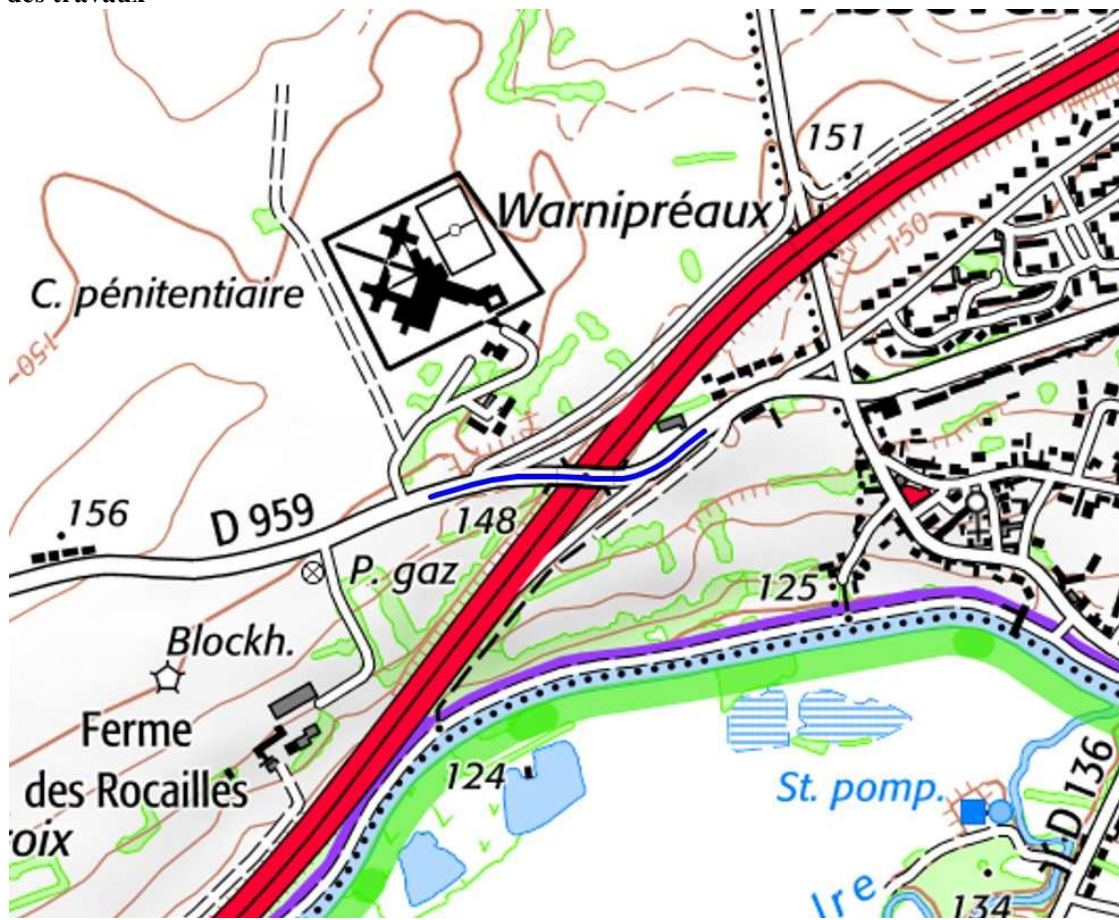 des travaux
151
Warnipréaux
150
C. pénitentiaire
150
156
D 959
148
P. gaz
125
Blockh.
Ferme
des Rocailles
124
D 136
St. pomp.
oix
134